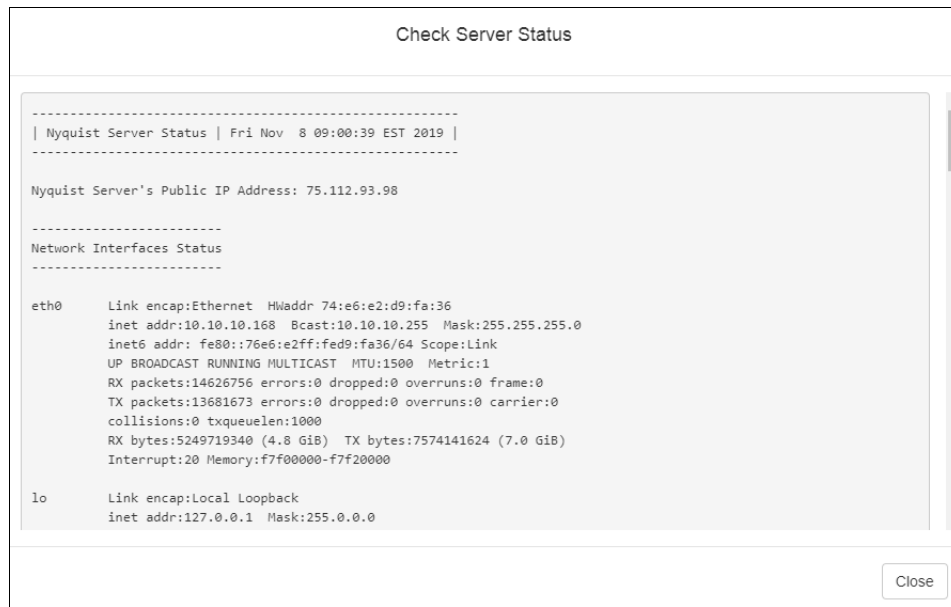 Check Server Status
--------------------------------------------------------
| Nyquist Server Status | Fri Nov  8 09:00:39 EST 2019 |
--------------------------------------------------------
Nyquist Server's Public IP Address: 75.112.93.98
-------------------------
Network Interfaces Status
-------------------------
eth0      Link encap:Ethernet  HWaddr 74:e6:e2:d9:fa:36
          inet addr:10.10.10.168  Bcast:10.10.10.255  Mask:255.255.255.0
          inet6 addr: fe80::76e6:e2ff:fed9:fa36/64 Scope:Link
          UP BROADCAST RUNNING MULTICAST  MTU:1500  Metric:1
          RX packets:14626756 errors:0 dropped:0 overruns:0 frame:0
          TX packets:13681673 errors:0 dropped:0 overruns:0 carrier:0
          collisions:0 txqueuelen:1000
          RX bytes:5249719340 (4.8 GiB)  TX bytes:7574141624 (7.0 GiB)
          Interrupt:20 Memory:f7f00000-f7f20000
lo        Link encap:Local Loopback
          inet addr:127.0.0.1  Mask:255.0.0.0
Close